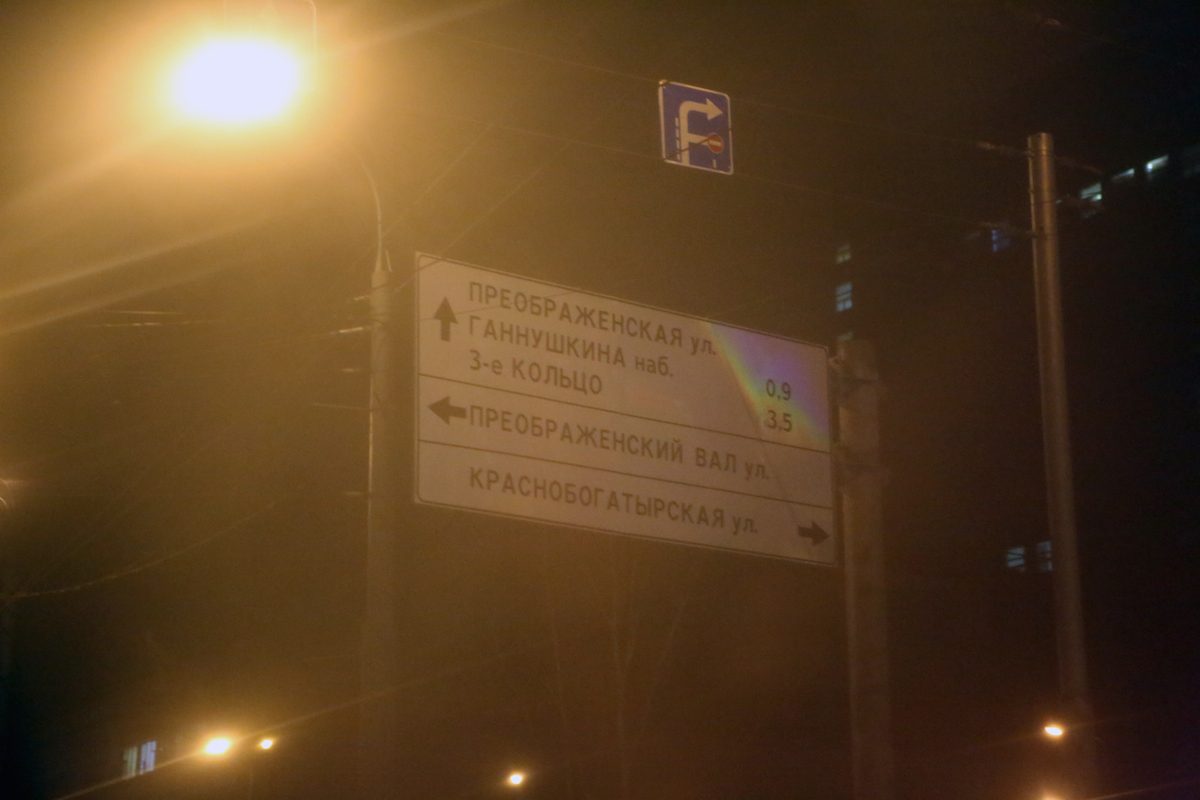 ПРЕОБРАЖЕНСКАЯ ул.
ГАННУШКИНА наб. 0.9
3-е КОЛЬЦО 3.5
ПРЕОБРАЖЕНСКИЙ ВАЛ ул.
КРАСНОБОГАТЫРСКАЯ ул.